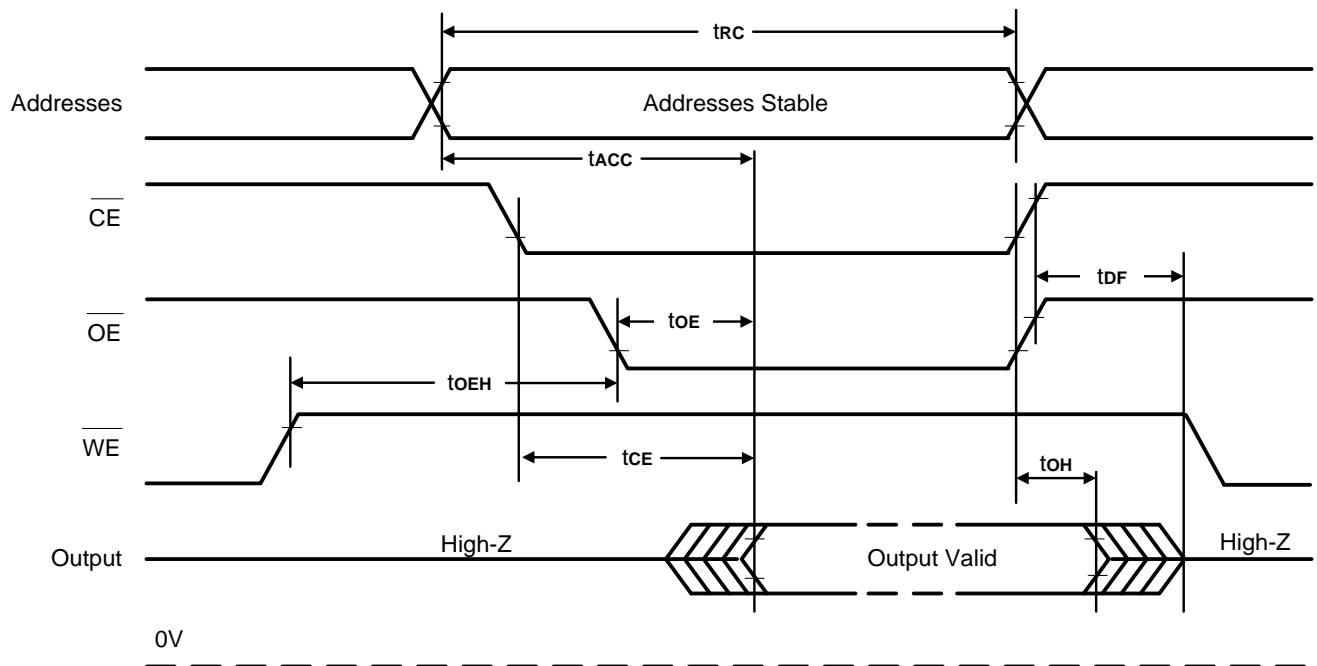 tRC
Addresses
Addresses Stable
tACC
CE
tDF
OE
tOE
tOEH
WE
tCE
tOH
Output
High-Z
Output Valid
High-Z
0V